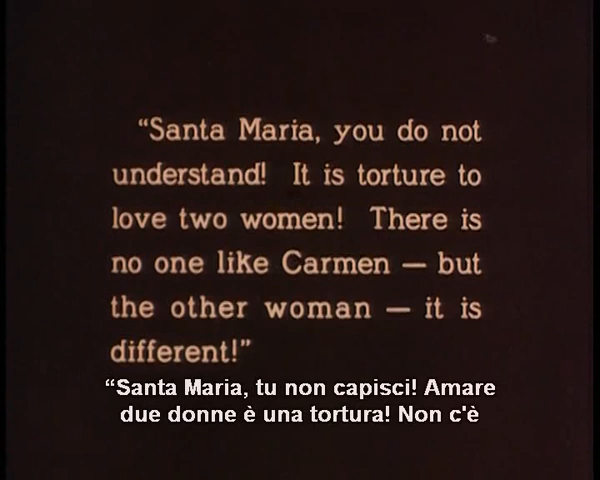 “Santa Maria, you do not
understand! It is torture to
love two women! There is
no one like Carmen — but
the other woman — it is
different!”
“Santa Maria, tu non capisci! Amare
due donne è una tortura! Non c'è